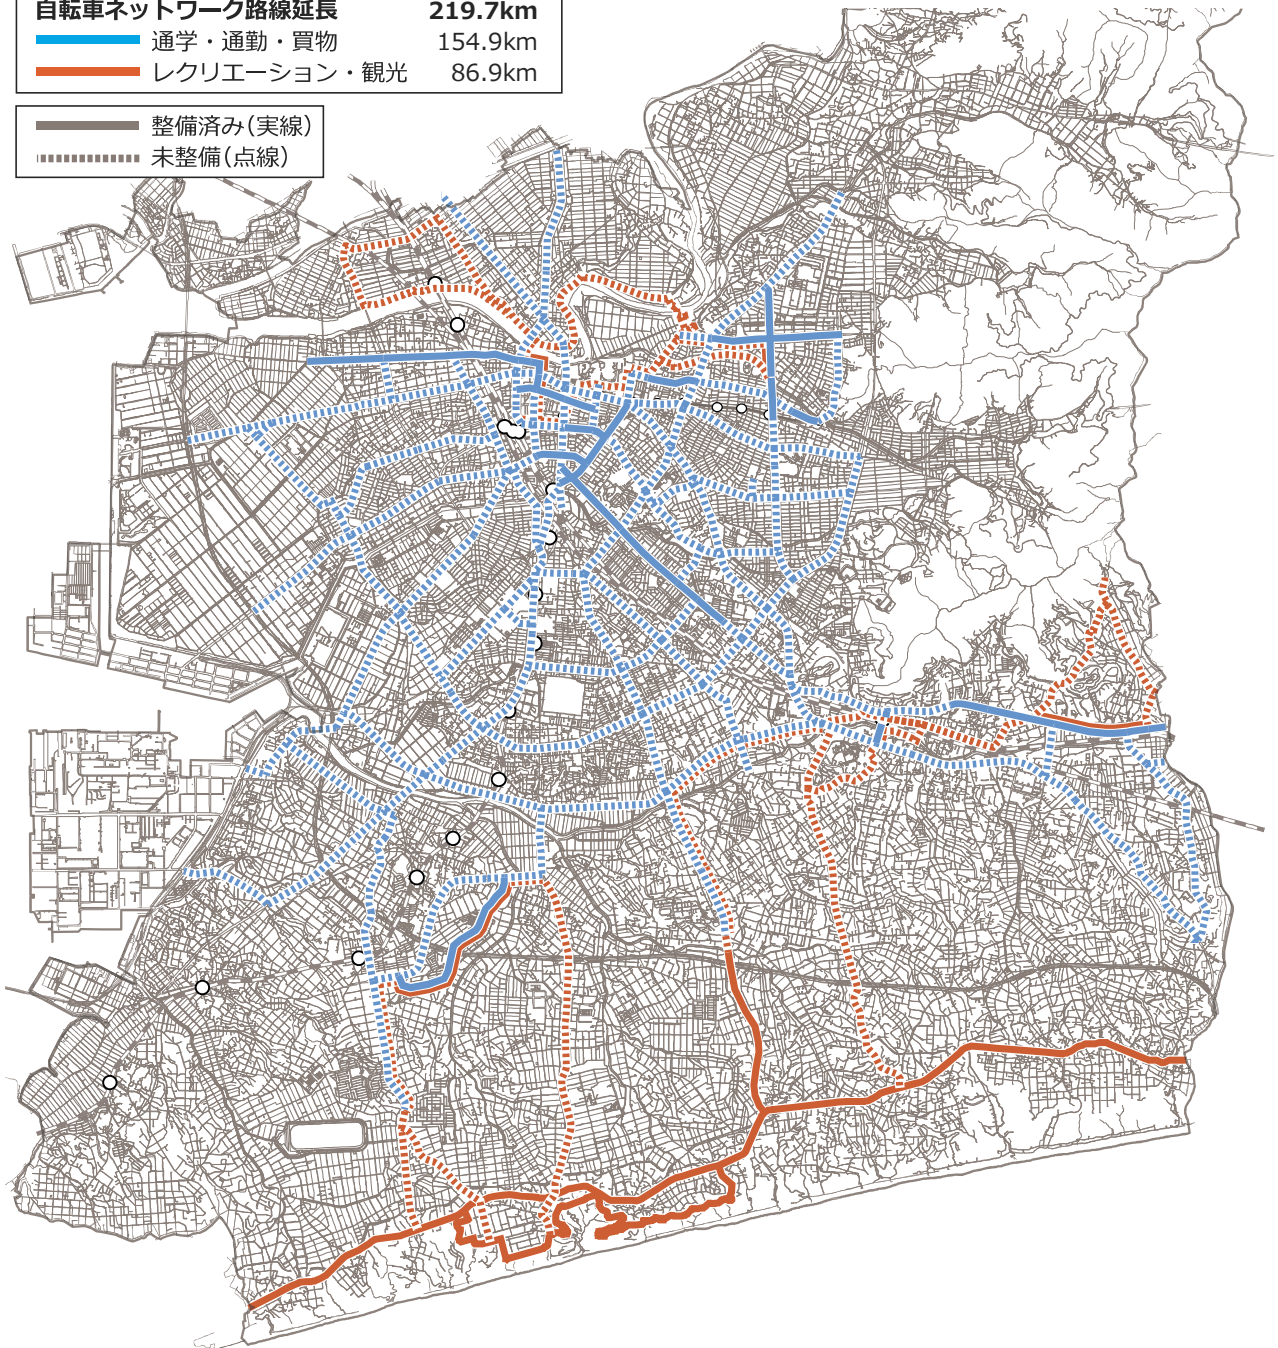 自転車ネットワーク路線延長 219.7km
通学・通勤・買物 154.9km
レクリエーション・観光 86.9km
整備済み(実線)
未整備(点線)